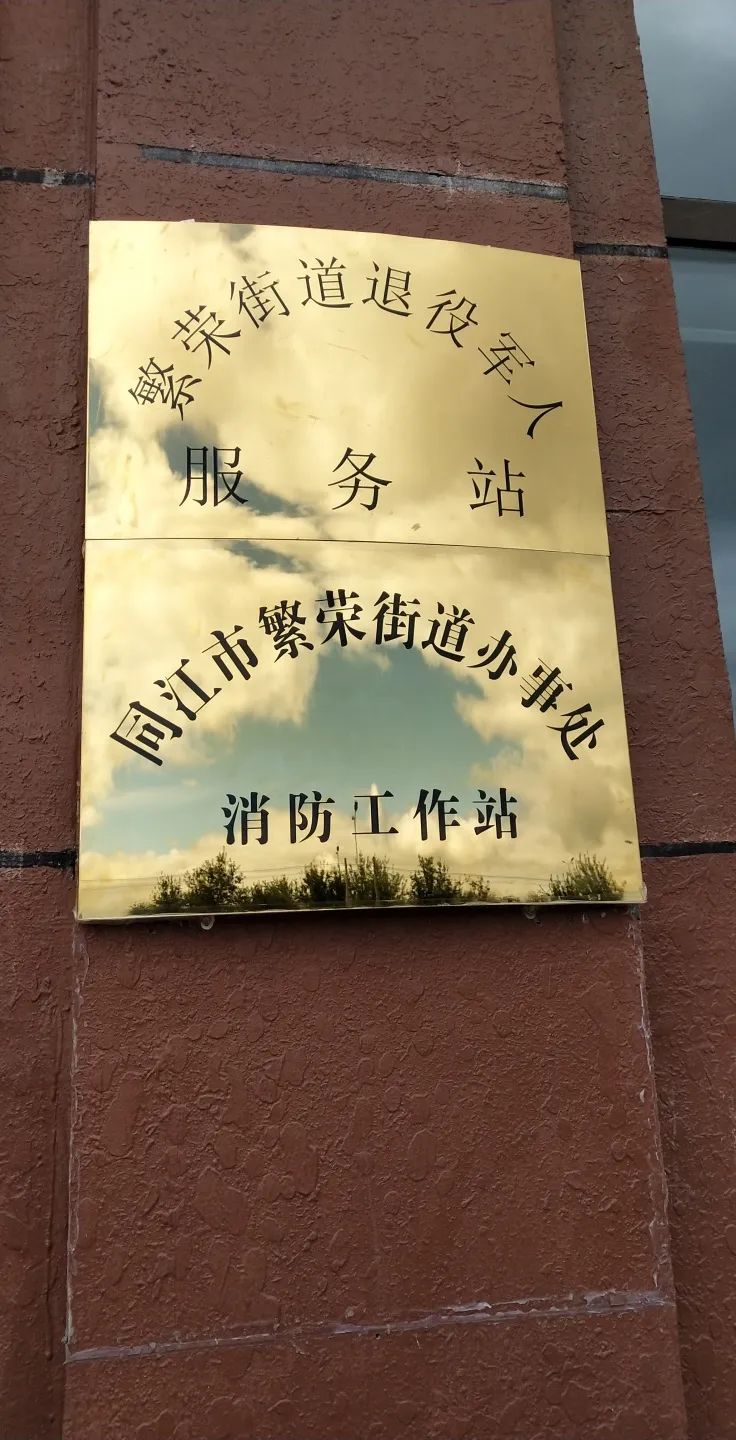 繁荣街道退役军人
服务站
同江市繁荣街道办事处
消防工作站